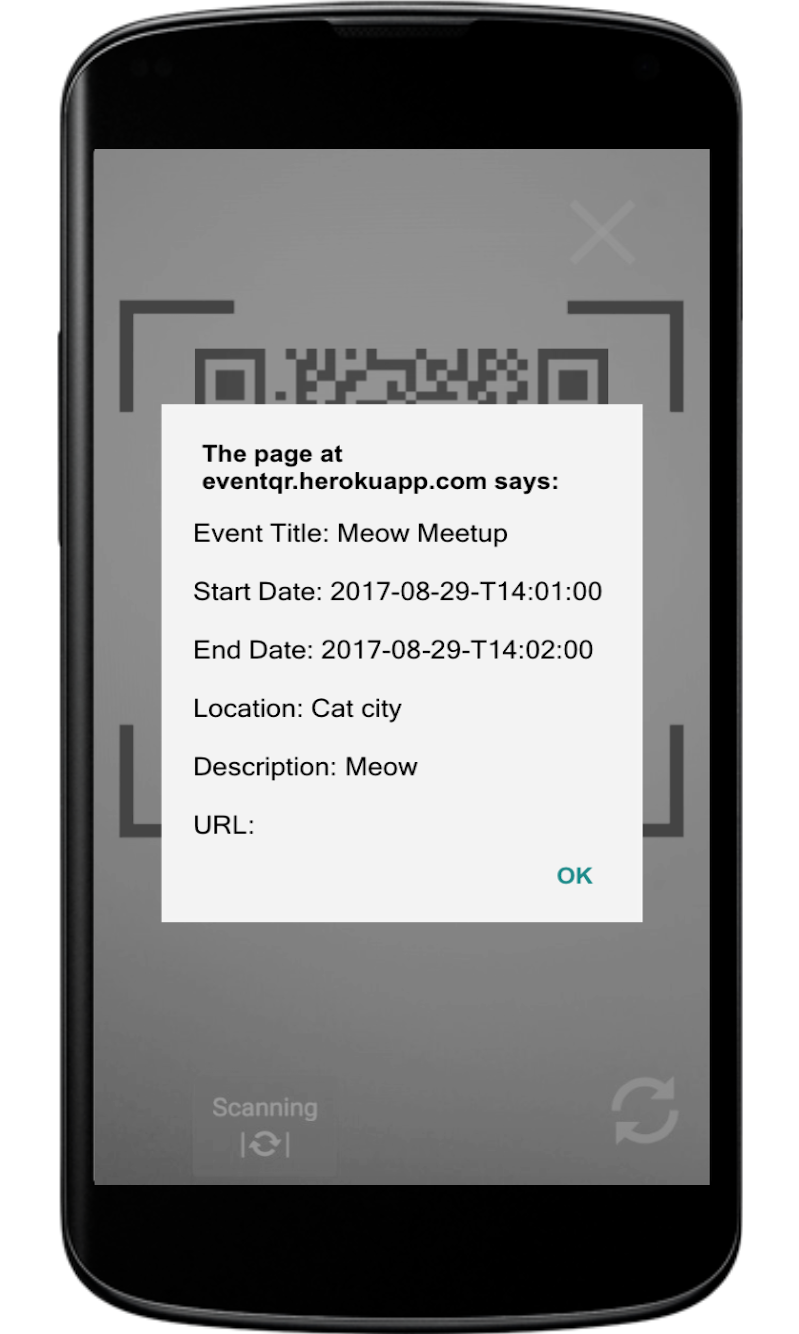 The page at
eventqr.herokuapp.com says:
Event Title: Meow Meetup
Start Date: 2017-08-29-T14:01:00
End Date: 2017-08-29-T14:02:00
Location: Cat city
Description: Meow
URL:
OK
Scanning